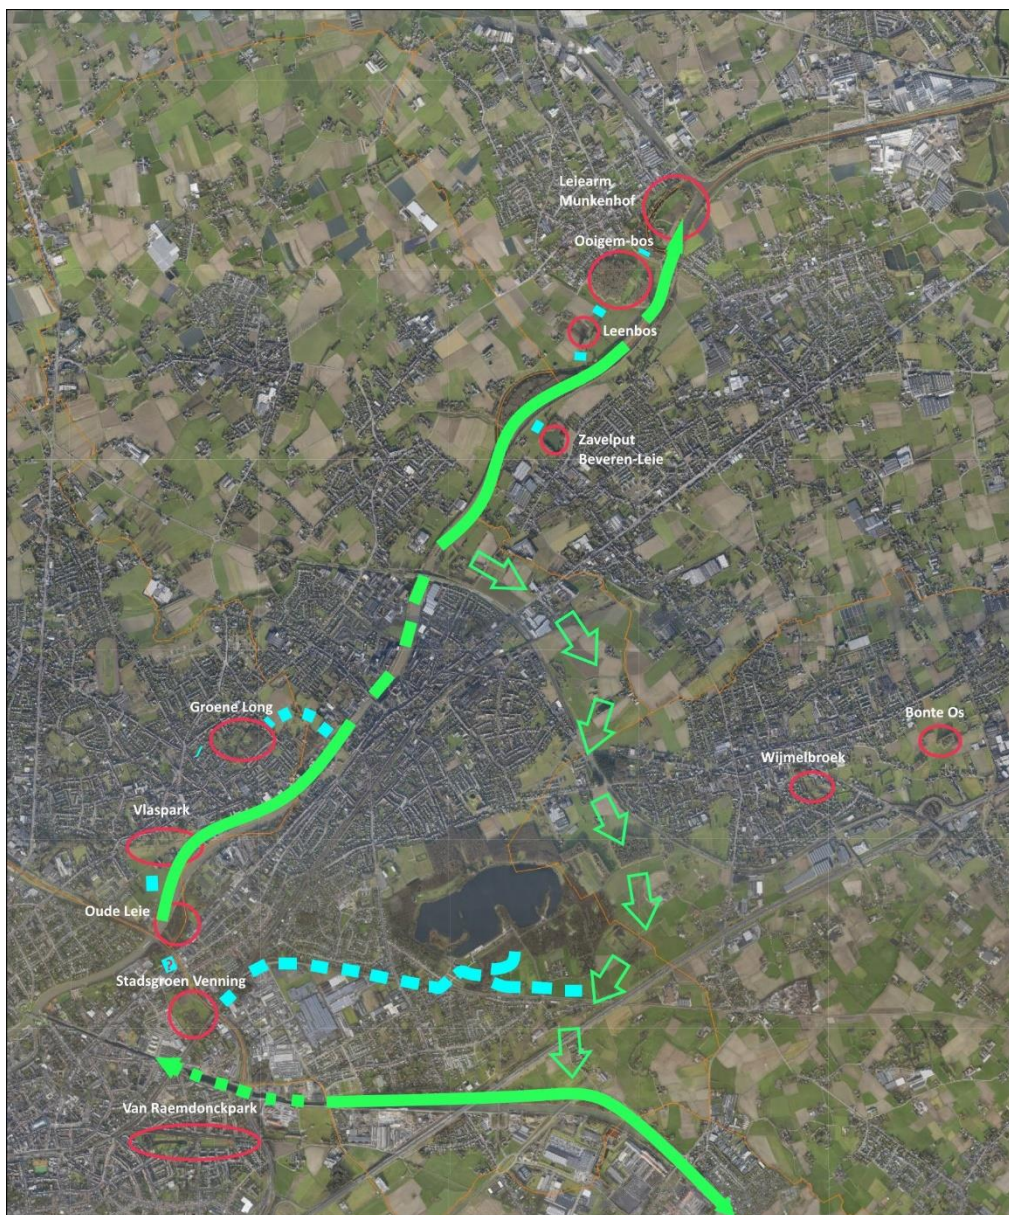 Leiearm,
Munkenhof
Ooigem-bos
Leenbos
Zavelput
Beveren-Leie
Groene Long
Bonte Os
Wijmelbroek
Vlaspark
Oude Leie
?
Stadsgroen Venning
Van Raemdonckpark